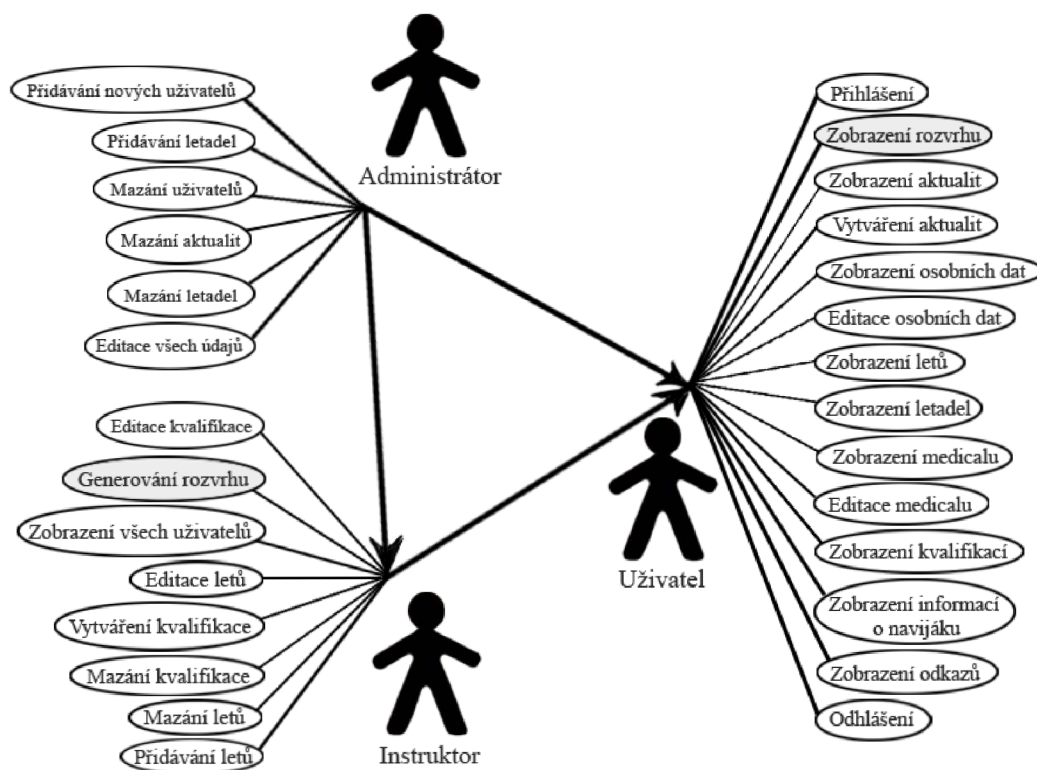 Přidávání nových uživatelů
Přidávání letadel
Mazání uživatelů
Mazání aktualit
Mazání letadel
Editace všech údajů
Administrátor
Editace kvalifikace
Generování rozvrhu
Zobrazení všech uživatelů
Editace letů
Vytváření kvalifikace
Mazání kvalifikace
Mazání letů
Přidávání letů
Instruktor
Uživatel
Přihlášení
Zobrazení rozvrhu
Zobrazení aktualit
Vytváření aktualit
Zobrazení osobních dat
Editace osobních dat
Zobrazení letů
Zobrazení letadel
Zobrazení medicalu
Editace medicalu
Zobrazení kvalifikací
Zobrazení informací
o navijáku
Zobrazení odkazů
Odhlášení